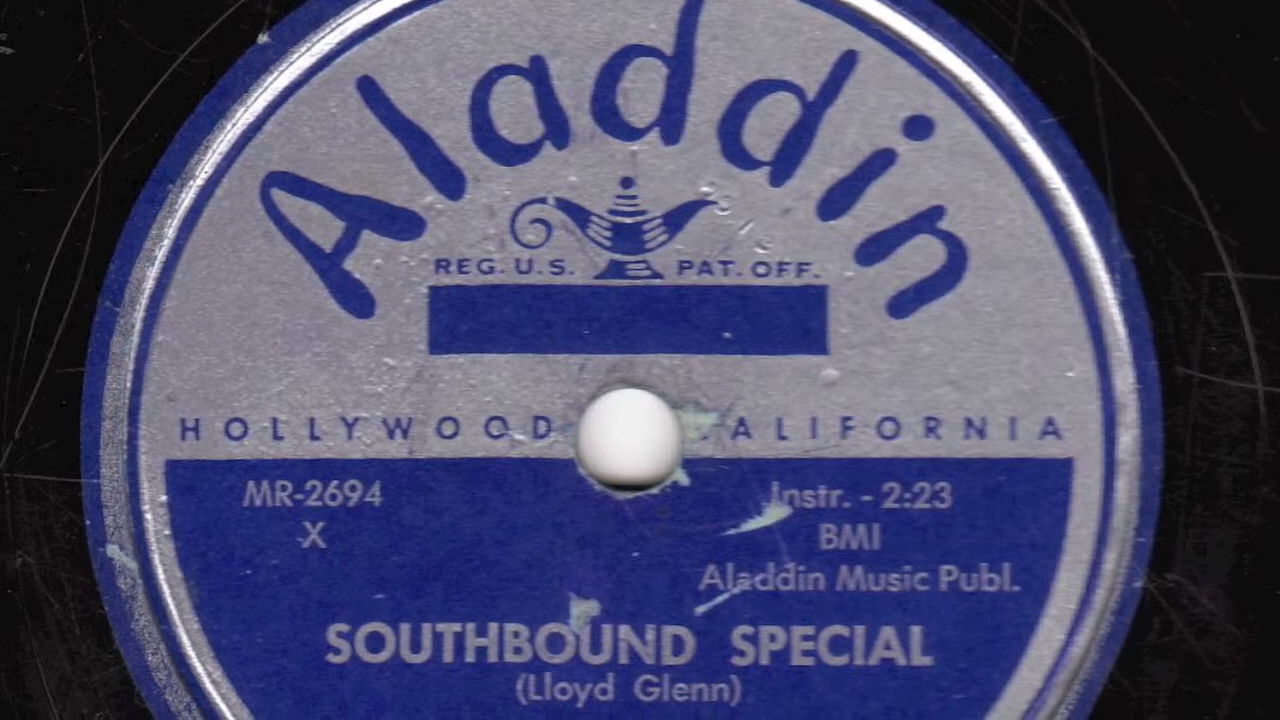 Aladdin
REG. U.S. PAT. OFF.
HOLLYWOOD ALIFORNIA
MR-2694
X
Instr. - 2:23
BMI
Aladdin Music Publ.
SOUTHBOUND SPECIAL
(Lloyd Glenn)